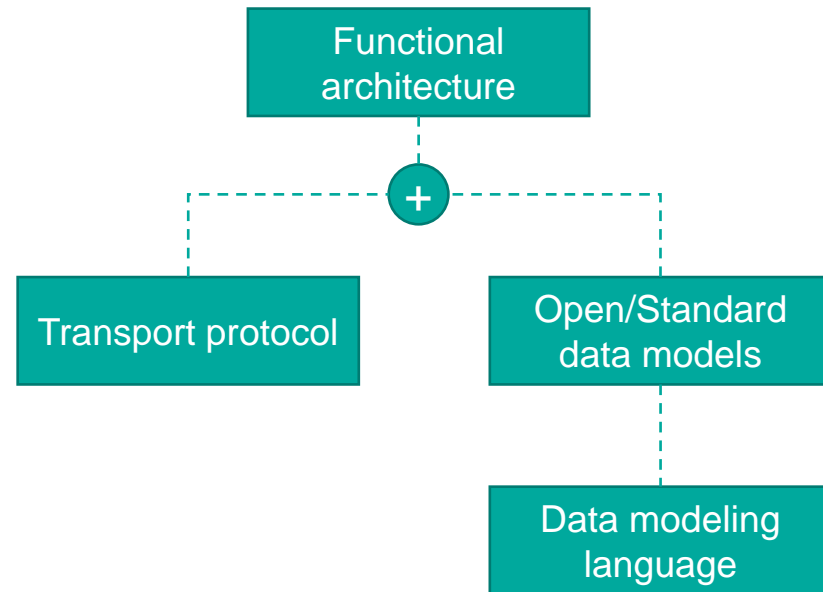 Functional
architecture
+
Transport protocol
Open/Standard
data models
Data modeling
language